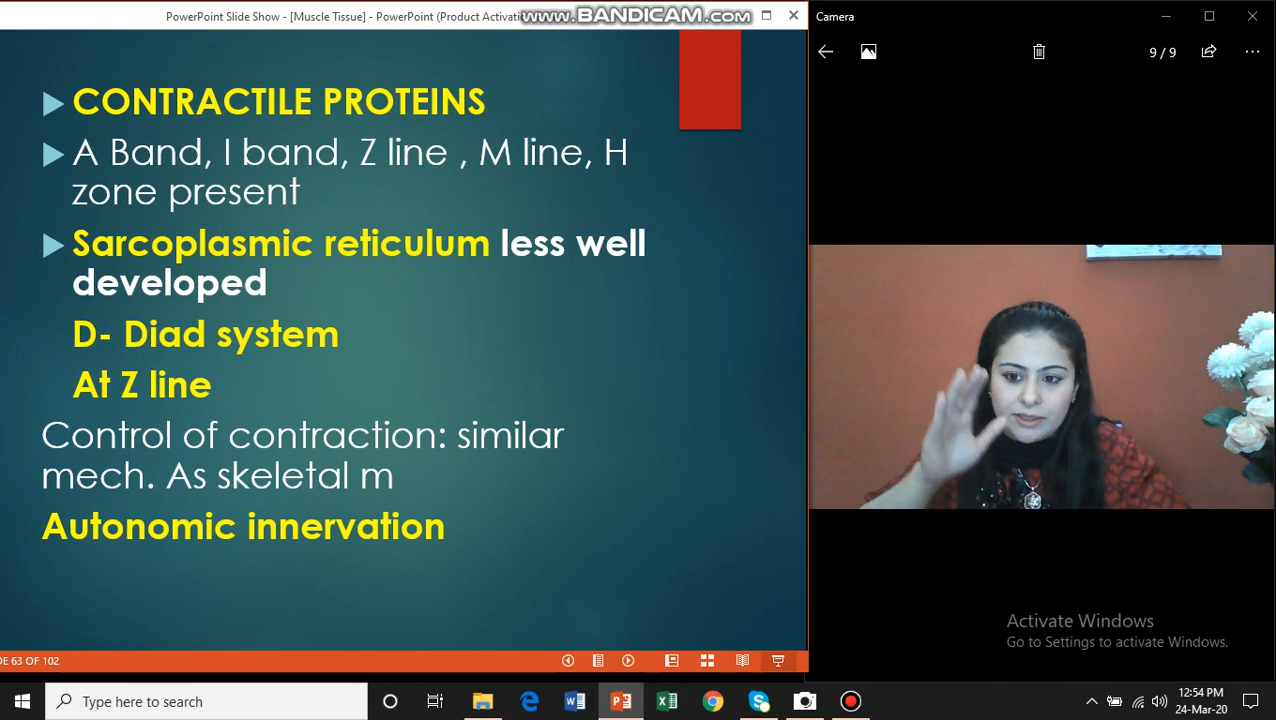 PowerPoint Slide Show - [Muscle Tissue] - PowerPoint (Product Activati
www.BANDICAM.com
Camera
9 / 9
CONTRACTILE PROTEINS
A Band, I band, Z line , M line, H
zone present
Sarcoplasmic reticulum less well
developed
D- Diad system
At Z line
Control of contraction: similar
mech. As skeletal m
Autonomic innervation
Activate Windows
Go to Settings to activate Windows.
DE 63 OF 102
Type here to search
12:54 PM
24-Mar-20